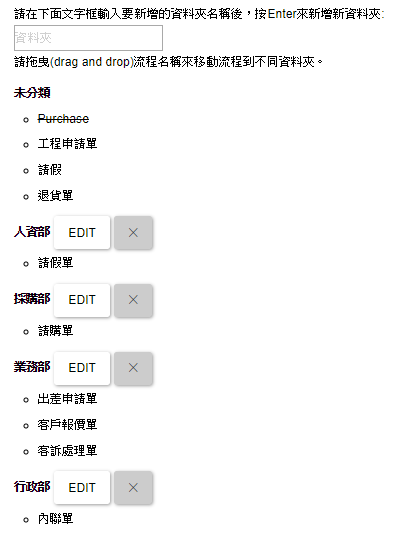 請在下面文字框輸入要新增的資料夾名稱後，按Enter來新增新資料夾:
資料夾
請拖曳(drag and drop)流程名稱來移動流程到不同資料夾。
未分類
Purchase
工程申請單
請假
退貨單
人資部 EDIT ×
請假單
採購部 EDIT ×
請購單
業務部 EDIT ×
出差申請單
客戶報價單
客訴處理單
行政部 EDIT ×
內聯單